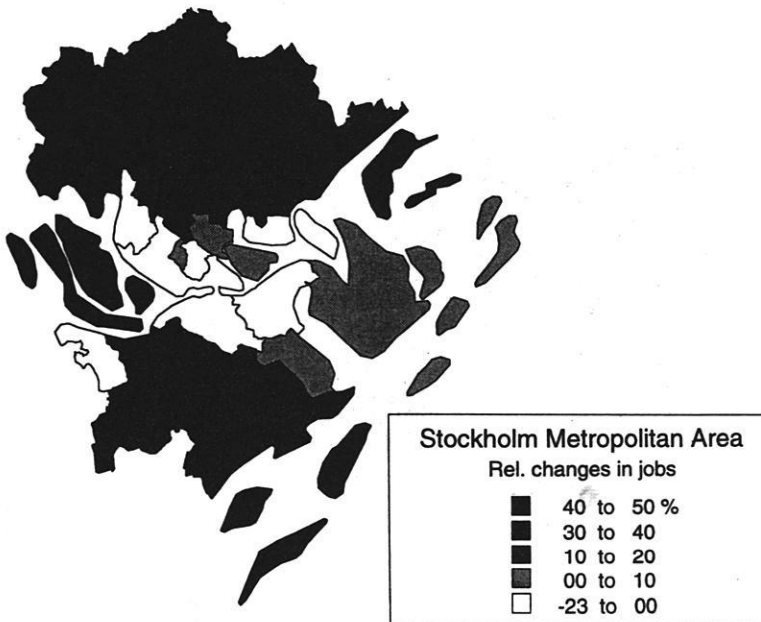 Stockholm Metropolitan Area
Rel. changes in jobs
40 to 50 %
30 to 40
10 to 20
00 to 10
-23 to 00